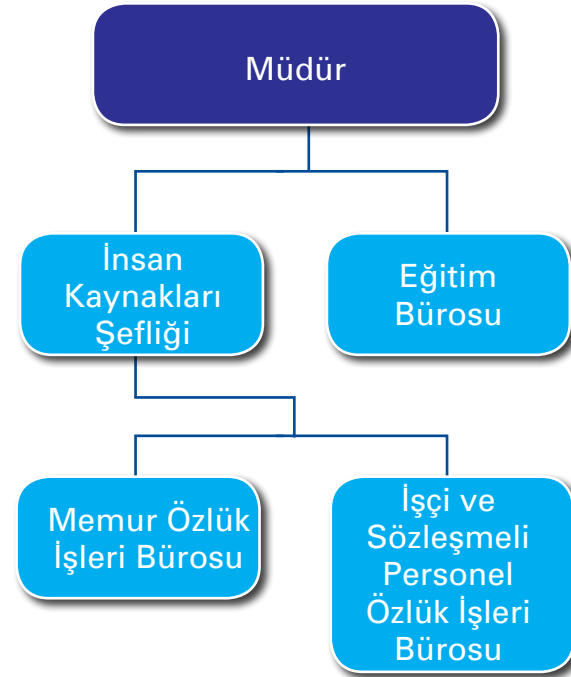 Müdür
İnsan
Kaynakları
Şefliği
Eğitim
Bürosu
Memur Özlük
İşleri Bürosu
İşçi ve
Sözleşmeli
Personel
Özlük İşleri
Bürosu